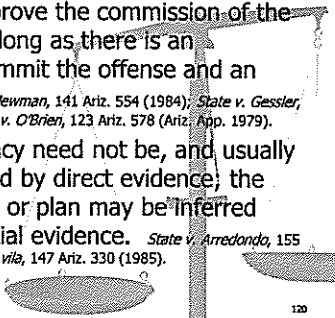 rove the commission of the
long as there is an
mmit the offense and an
ewman, 141 Ariz. 554 (1984); State v. Gessler,
v. O'Brien, 123 Ariz. 578 (Ariz. App. 1979).
cy need not be, and usually
d by direct evidence; the
or plan may be inferred
ial evidence. State v. Arredondo, 155
vila, 147 Ariz. 330 (1985).
120